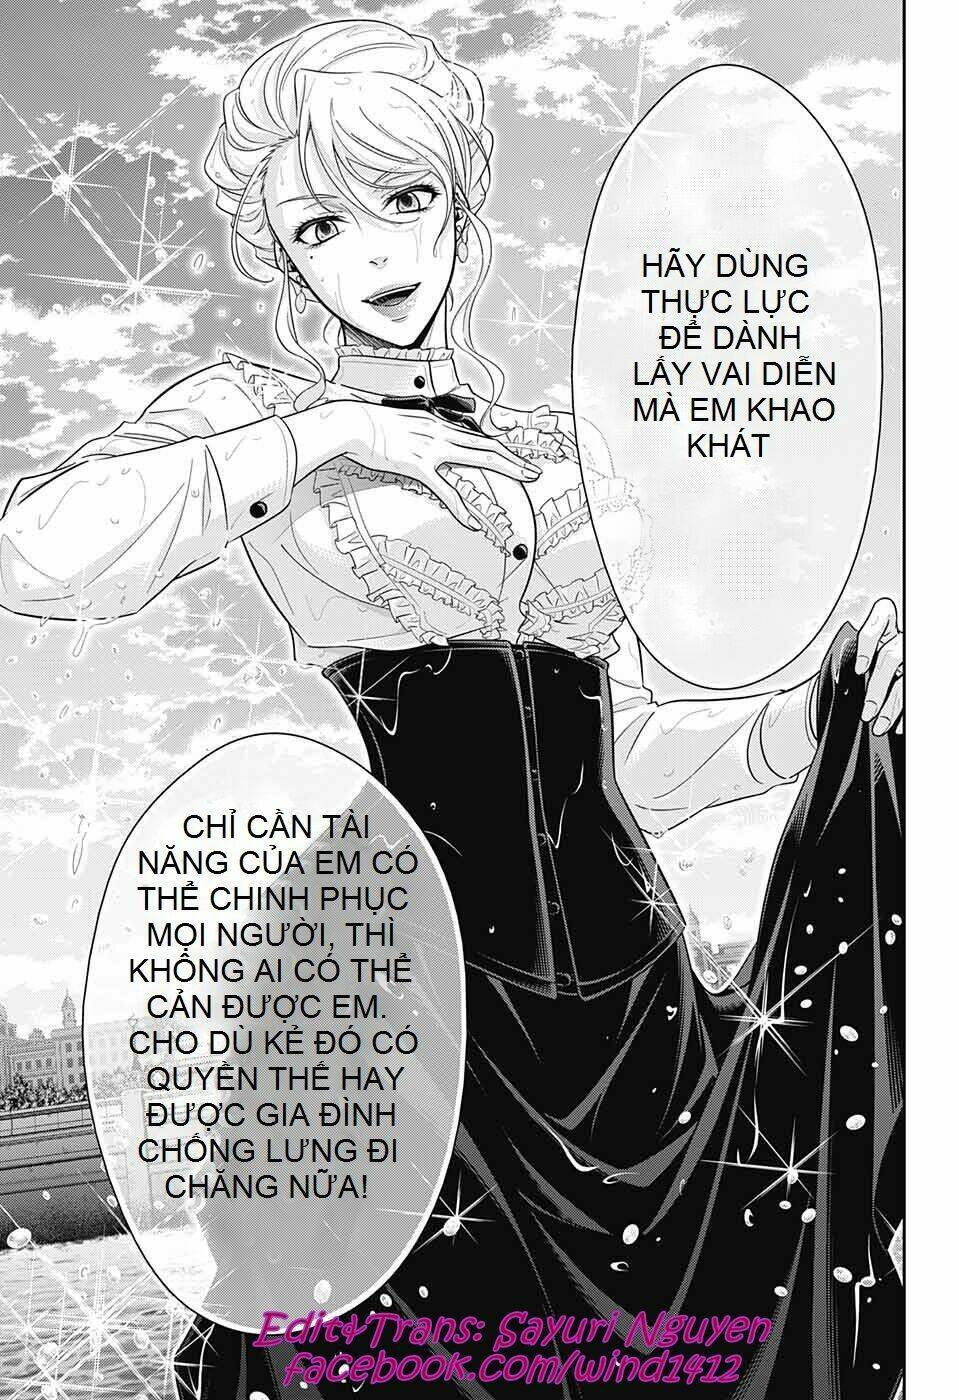 HÃY DÙNG
THỰC LỰC
ĐỂ DÀNH
LẤY VAI DIỄN
MÀ EM KHAO
KHÁT
CHỈ CẦN TÀI
NĂNG CỦA EM CÓ
THỂ CHINH PHỤC
MỌI NGƯỜI, THÌ
KHÔNG AI CÓ THỂ
CẢN ĐƯỢC EM.
CHO DÙ KẺ ĐÓ CÓ
QUYỀN THẾ HAY
ĐƯỢC GIA ĐÌNH
CHỐNG LƯNG ĐI
CHĂNG NỮA!
Edit&Trans: Sayuri Nguyen
facebook.com/wind1412